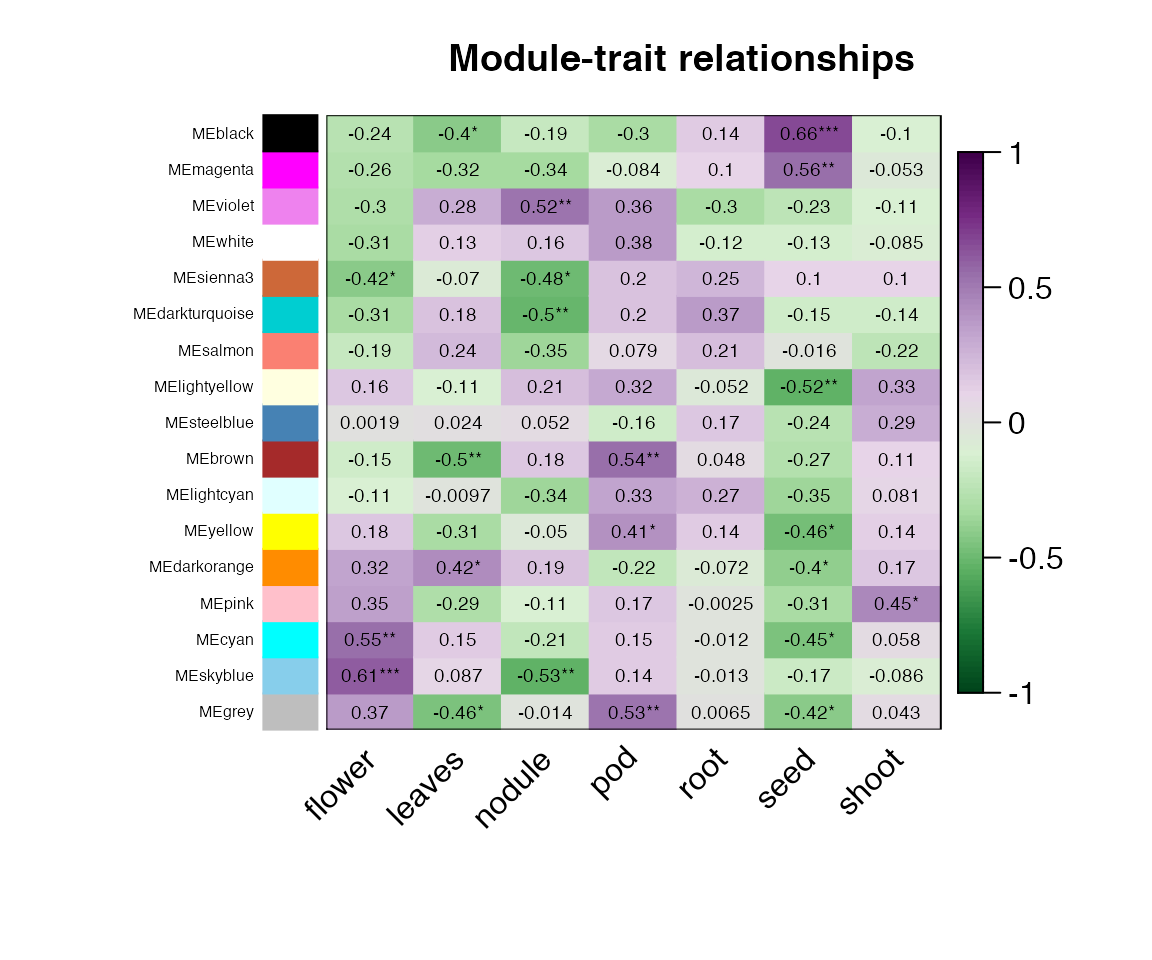 Module-trait relationships
MEblack -0.24 -0.4* -0.19 -0.3 0.14 0.66*** -0.1
MEmagenta -0.26 -0.32 -0.34 -0.084 0.1 0.56** -0.053
MEviolet -0.3 0.28 0.52** 0.36 -0.3 -0.23 -0.11
MEwhite -0.31 0.13 0.16 0.38 -0.12 -0.13 -0.085
MEsienna3 -0.42* -0.07 -0.48* 0.2 0.25 0.1 0.1
MEdarkturquoise -0.31 0.18 -0.5** 0.2 0.37 -0.15 -0.14
MEsalmon -0.19 0.24 -0.35 0.079 0.21 -0.016 -0.22
MElightyellow 0.16 -0.11 0.21 0.32 -0.052 -0.52** 0.33
MEsteelblue 0.0019 0.024 0.052 -0.16 0.17 -0.24 0.29
MEbrown -0.15 -0.5** 0.18 0.54** 0.048 -0.27 0.11
MElightcyan -0.11 -0.0097 -0.34 0.33 0.27 -0.35 0.081
MEyellow 0.18 -0.31 -0.05 0.41* 0.14 -0.46* 0.14
MEdarkorange 0.32 0.42* 0.19 -0.22 -0.072 -0.4* 0.17
MEpink 0.35 -0.29 -0.11 0.17 -0.0025 -0.31 0.45*
MEcyan 0.55** 0.15 -0.21 0.15 -0.012 -0.45* 0.058
MEskyblue 0.61*** 0.087 -0.53** 0.14 -0.013 -0.17 -0.086
MEgrey 0.37 -0.46* -0.014 0.53** 0.0065 -0.42* 0.043
flower leaves nodule pod root seed shoot
1
0.5
0
-0.5
-1